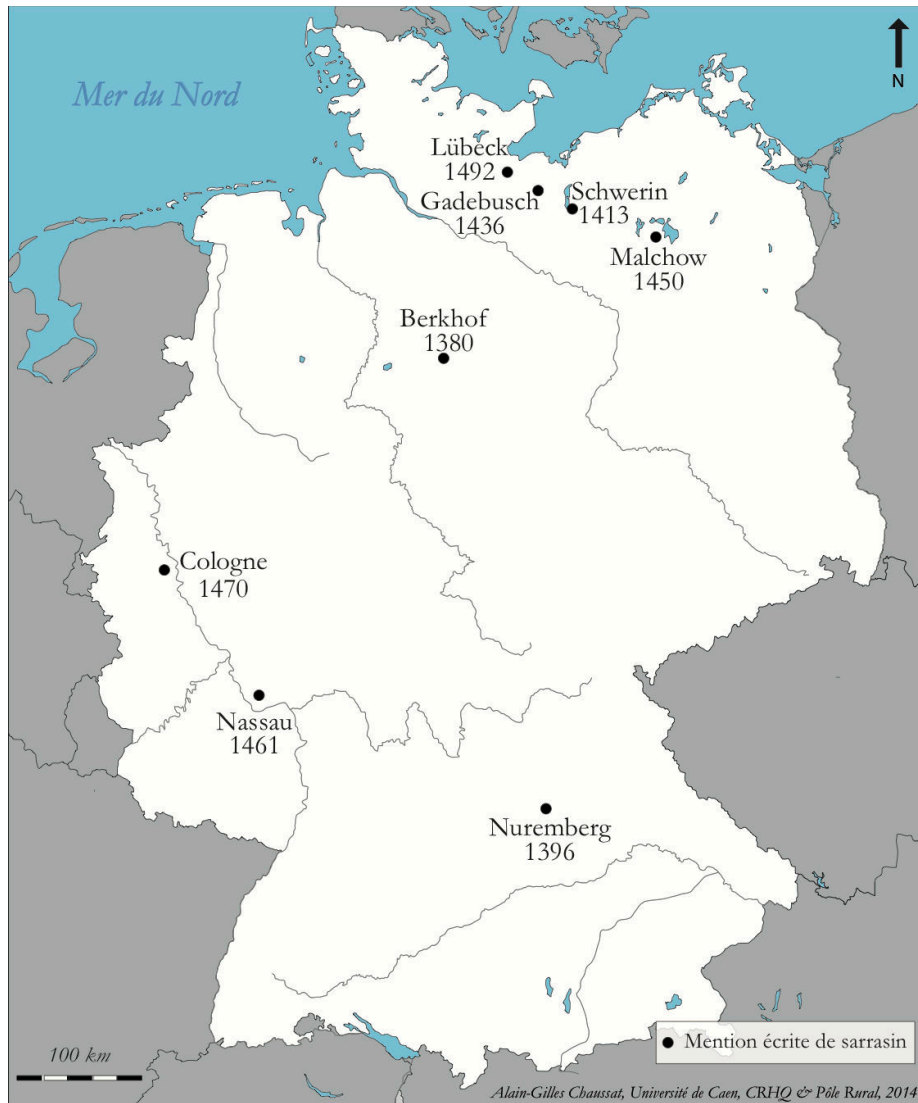 N
Mer du Nord
Lübeck
1492
Gadebusch
1436
Schwerin
1413
Malchow
1450
Berkhof
1380
Cologne
1470
Nassau
1461
Nuremberg
1396
Mention écrite de sarrasin
100 km
Alain-Gilles Chaussat, Université de Caen, CRHQ & Pôle Rural, 2014